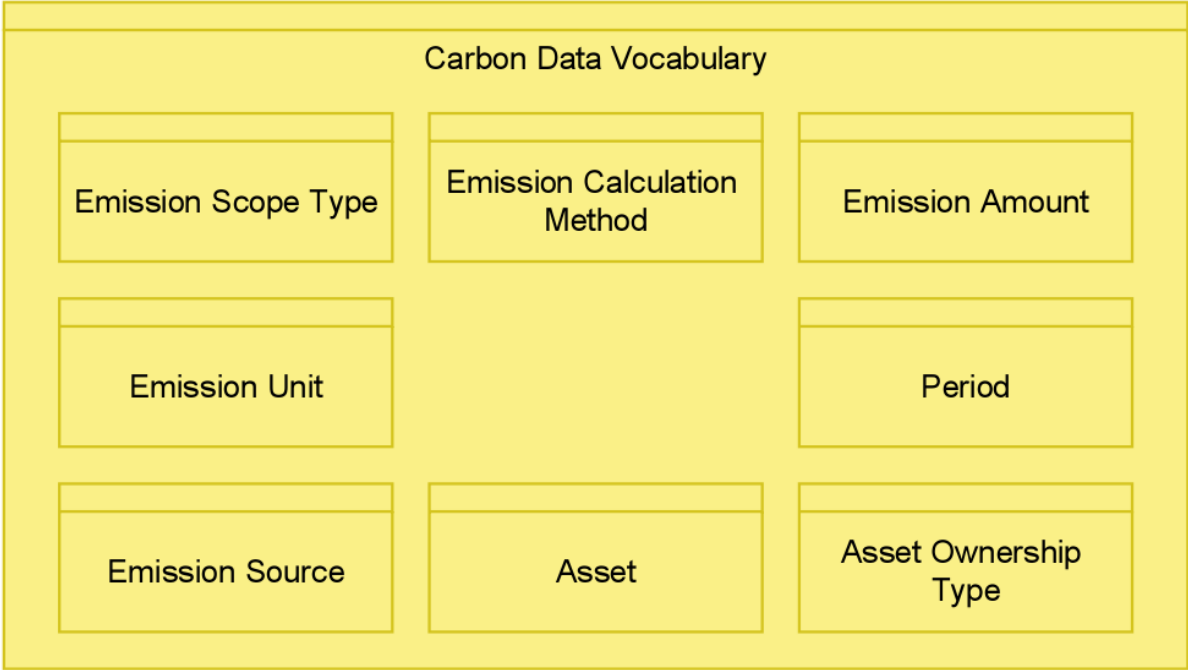 Carbon Data Vocabulary
Emission Scope Type
Emission Calculation
Method
Emission Amount
Emission Unit
Period
Emission Source
Asset
Asset Ownership
Type